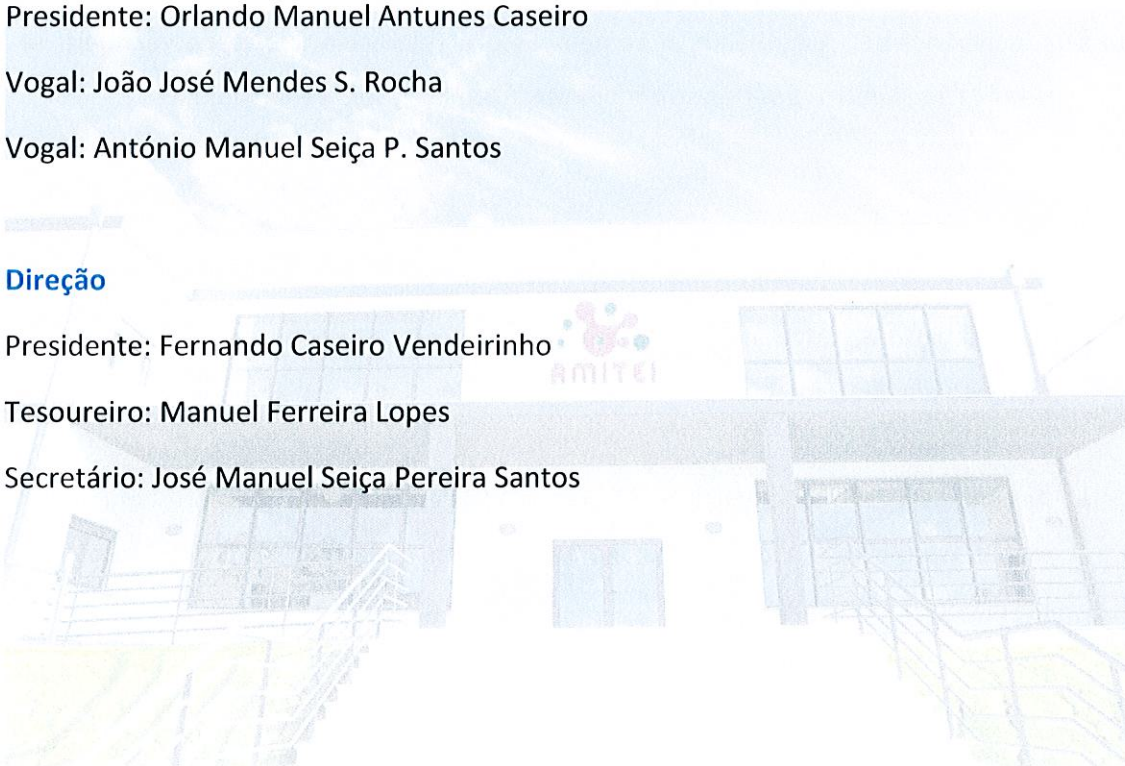 Presidente: Orlando Manuel Antunes Caseiro
Vogal: João José Mendes S. Rocha
Vogal: António Manuel Seiça P. Santos
Direção
Presidente: Fernando Caseiro Vendeirinho
AMITEI
Tesoureiro: Manuel Ferreira Lopes
Secretário: José Manuel Seiça Pereira Santos